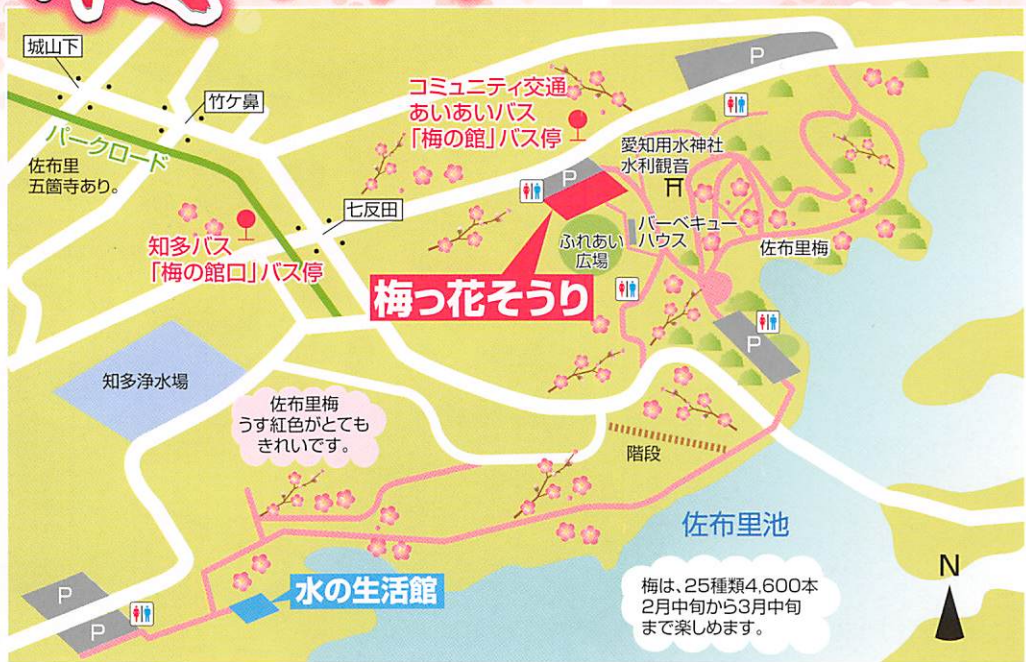 城山下
竹ケ鼻
パークロード
佐布里
五箇寺あり。
コミュニティ交通
あいあいバス
「梅の館」バス停
P
愛知用水神社
水利観音
P
七反田
バーベキュー
ハウス
ふれあい
広場
佐布里梅
知多バス
「梅の館口」バス停
梅っ花そうり
P
知多浄水場
佐布里梅
うす紅色がとても
きれいです。
階段
佐布里池
水の生活館
梅は、25種類4,600本
2月中旬から3月中旬
まで楽しめます。
N
P
P